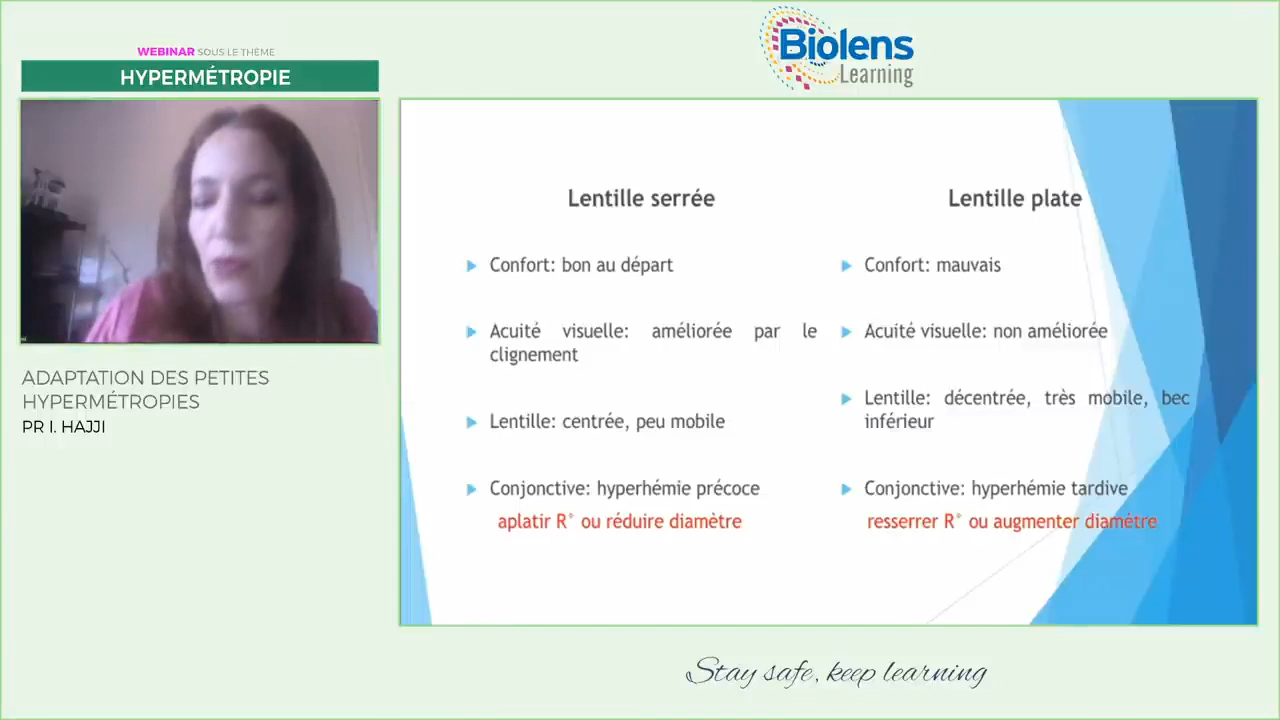 WEBINAR SOUS LE THÈME
HYPERMÉTROPIE
Biolens
Learning
ADAPTATION DES PETITES
HYPERMÉTROPIES
PR I. HAJJI
Lentille serrée
Confort: bon au départ
Acuité visuelle: améliorée par le
clignement
Lentille: centrée, peu mobile
Conjonctive: hyperhémie précoce
aplatir R° ou réduire diamètre
Lentille plate
Confort: mauvais
Acuité visuelle: non améliorée
Lentille: décentrée, très mobile, bec
inférieur
Conjonctive: hyperhémie tardive
resserrer R° ou augmenter diamétre
Stay safe, keep learning